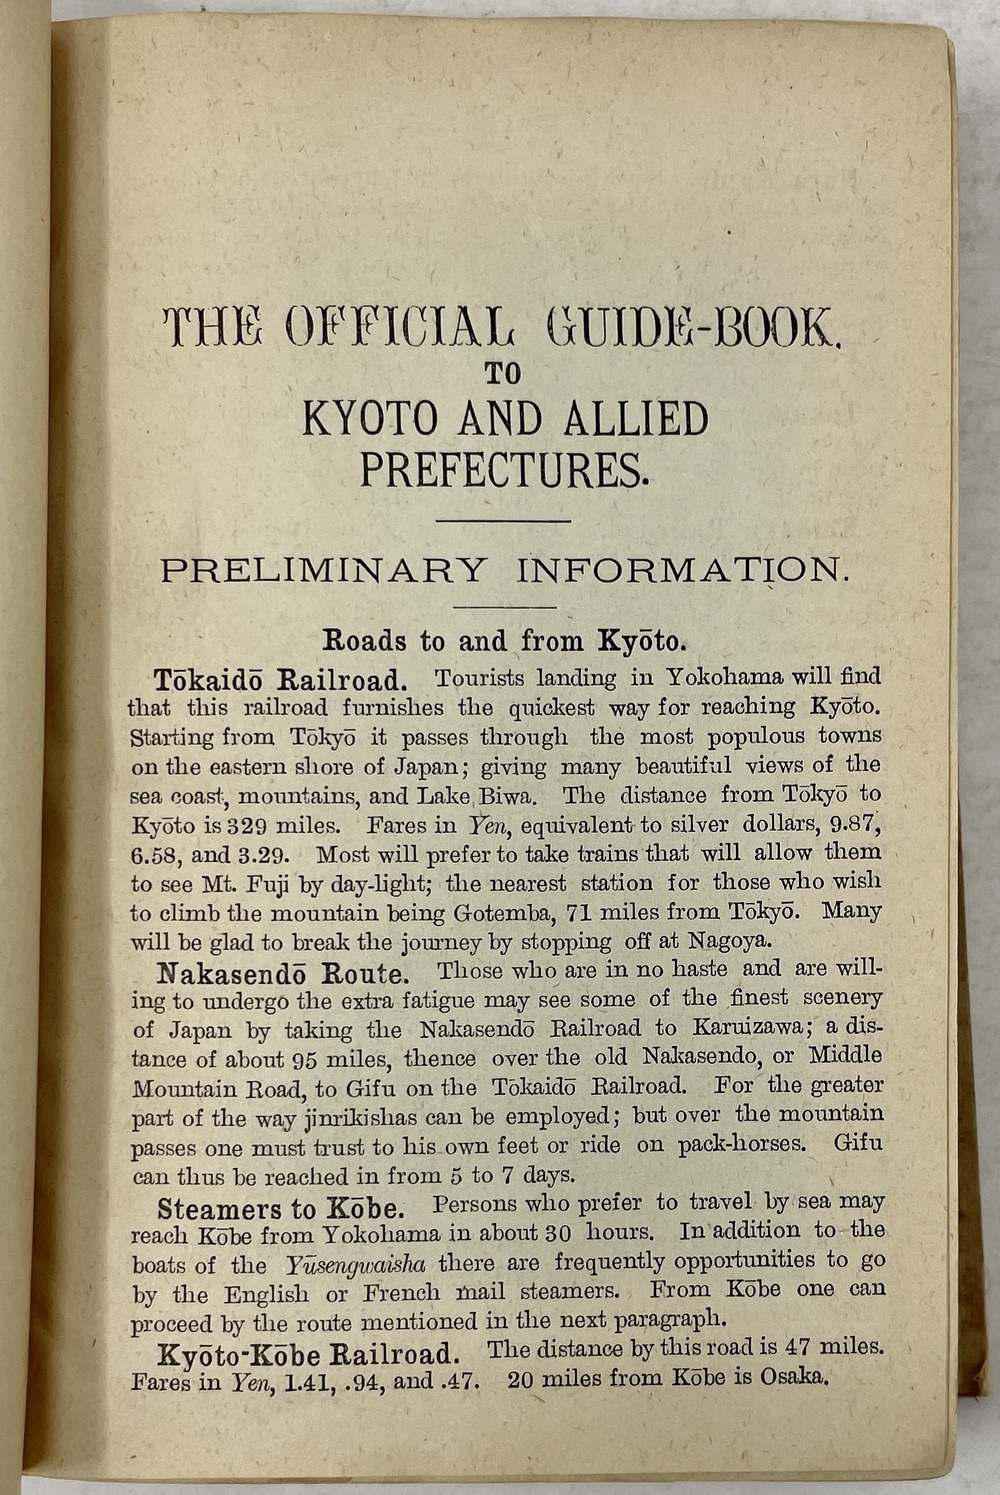 THE OFFICIAL GUIDE-BOOK.
TO
KYOTO AND ALLIED
PREFECTURES.
PRELIMINARY INFORMATION.
Roads to and from Kyōto.
Tōkaidō Railroad. Tourists landing in Yokohama will find
that this railroad furnishes the quickest way for reaching Kyōto.
Starting from Tōkyō it passes through the most populous towns
on the eastern shore of Japan; giving many beautiful views of the
sea coast, mountains, and Lake Biwa. The distance from Tōkyō to
Kyōto is 329 miles. Fares in Yen, equivalent to silver dollars, 9.87,
6.58, and 3.29. Most will prefer to take trains that will allow them
to see Mt. Fuji by day-light; the nearest station for those who wish
to climb the mountain being Gotemba, 71 miles from Tōkyō. Many
will be glad to break the journey by stopping off at Nagoya.
Nakasendō Route. Those who are in no haste and are will-
ing to undergo the extra fatigue may see some of the finest scenery
of Japan by taking the Nakasendō Railroad to Karuizawa; a dis-
tance of about 95 miles, thence over the old Nakasendo, or Middle
Mountain Road, to Gifu on the Tōkaidō Railroad. For the greater
part of the way jinrikishas can be employed; but over the mountain
passes one must trust to his own feet or ride on pack-horses. Gifu
can thus be reached in from 5 to 7 days.
Steamers to Kōbe. Persons who prefer to travel by sea may
reach Kōbe from Yokohama in about 30 hours. In addition to the
boats of the Yūsengwaisha there are frequently opportunities to go
by the English or French mail steamers. From Kōbe one can
proceed by the route mentioned in the next paragraph.
Kyōto-Kōbe Railroad. The distance by this road is 47 miles.
Fares in Yen, 1.41, .94, and .47. 20 miles from Kōbe is Osaka.